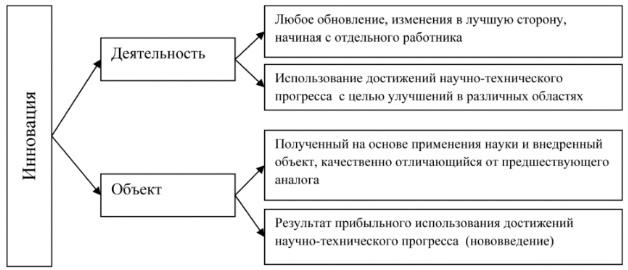 Инновация
Деятельность
Любое обновление, изменения в лучшую сторону,
начиная с отдельного работника
Использование достижений научно-технического
прогресса с целью улучшений в различных областях
Объект
Полученный на основе применения науки и внедренный
объект, качественно отличающийся от предшествующего
аналога
Результат прибыльного использования достижений
научно-технического прогресса (нововведение)